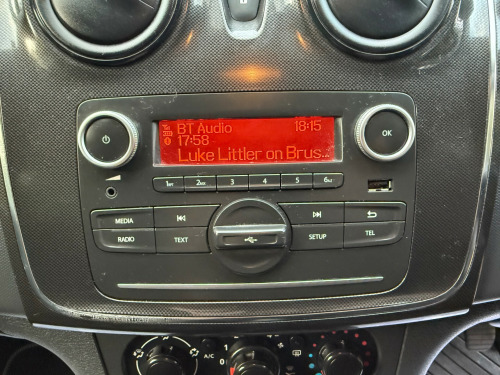 BT Audio 18:15
17:58
Luke Littler on Brus...
OK
1 2 3 4 5 6
MEDIA
RADIO TEXT SETUP TEL
A/C 0